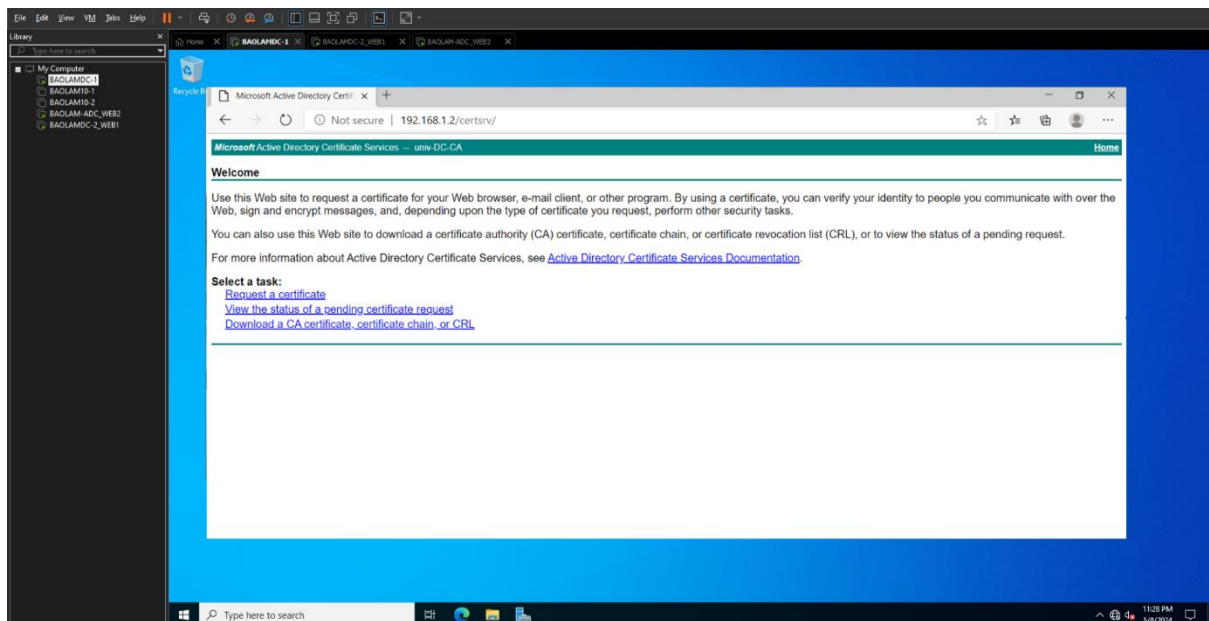 File Edit View VM Tabs Help
Library
Type here to search
My Computer
BAOLAMDC-1
BAOLAM10-1
BAOLAM10-2
BAOLAM-ADC_WEB2
BAOLAMDC-2_WEB1
Home BAOLAMDC-1 BAOLAMDC-2_WEB1 BAOLAM-ADC_WEB2
Recycle B
Microsoft Active Directory Certifi
Not secure | 192.168.1.2/certsrv/
Microsoft Active Directory Certificate Services -- univ-DC-CA Home
Welcome
Use this Web site to request a certificate for your Web browser, e-mail client, or other program. By using a certificate, you can verify your identity to people you communicate with over the
Web, sign and encrypt messages, and, depending upon the type of certificate you request, perform other security tasks.
You can also use this Web site to download a certificate authority (CA) certificate, certificate chain, or certificate revocation list (CRL), or to view the status of a pending request.
For more information about Active Directory Certificate Services, see Active Directory Certificate Services Documentation.
Select a task:
Request a certificate
View the status of a pending certificate request
Download a CA certificate, certificate chain, or CRL
Type here to search
11:28 PM
5/8/2024